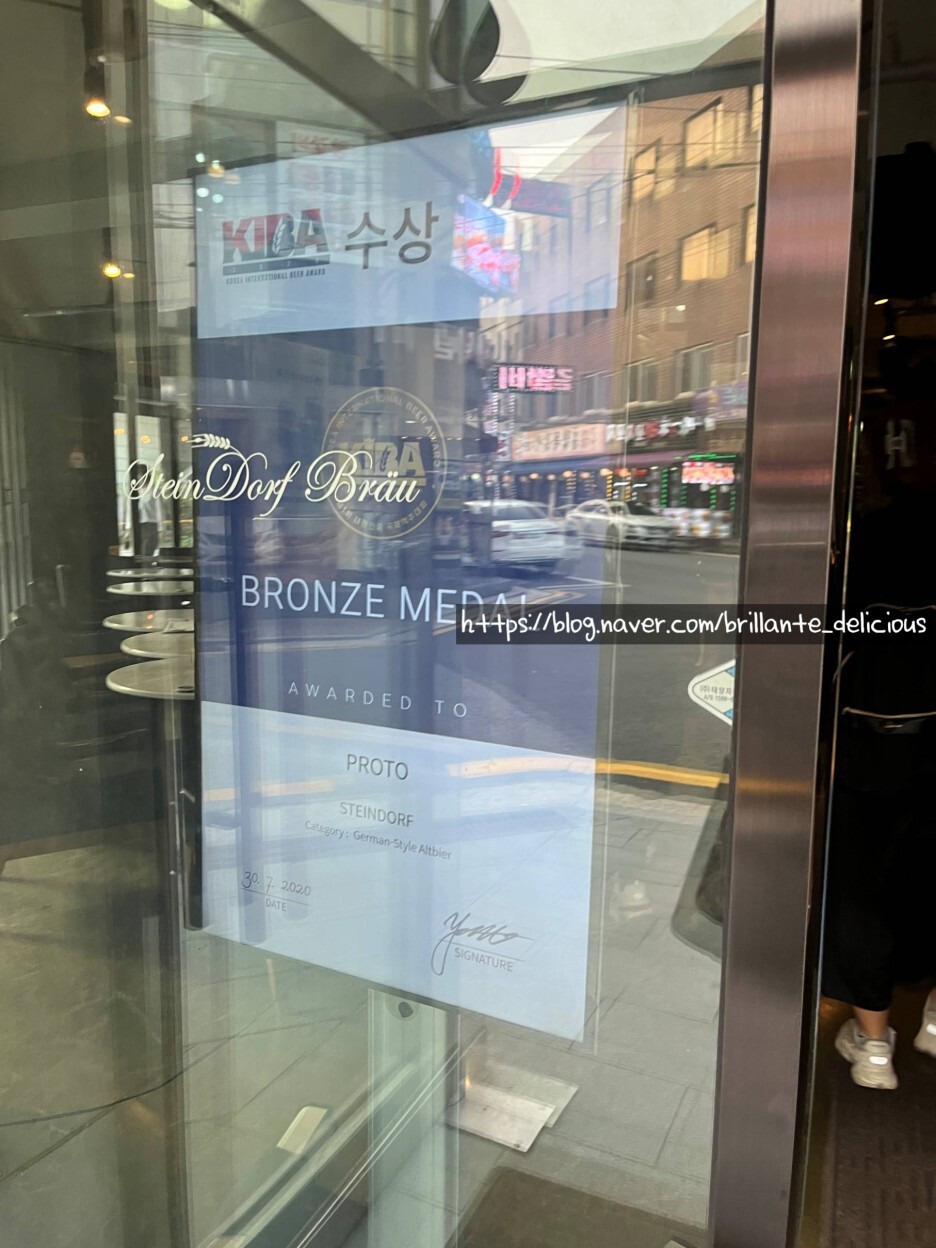 KIBA 수상
KOREA INTERNATIONAL BEER AWARD
KIBA
SteinDorf Bräu
BRONZE MEDAL
https://blog.naver.com/brillante_delicious
AWARDED TO
PROTO
STEINDORF
Category : German-Style Altbier
30. 7. 2020
DATE
SIGNATURE